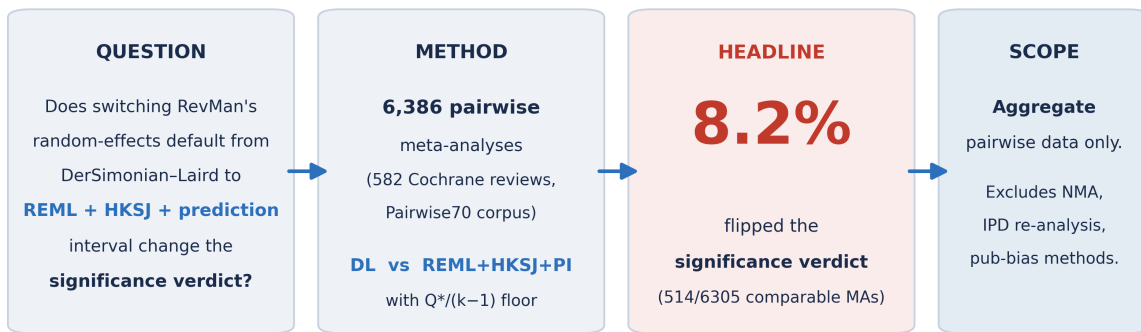 QUESTION
Does switching RevMan's
random-effects default from
DerSimonian–Laird to
REML + HKSJ + prediction
interval change the
significance verdict?
METHOD
6,386 pairwise
meta-analyses
(582 Cochrane reviews,
Pairwise70 corpus)
DL vs REML+HKSJ+PI
with Q*/(k−1) floor
HEADLINE
8.2%
flipped the
significance verdict
(514/6305 comparable MAs)
SCOPE
Aggregate
pairwise data only.
Excludes NMA,
IPD re-analysis,
pub-bias methods.